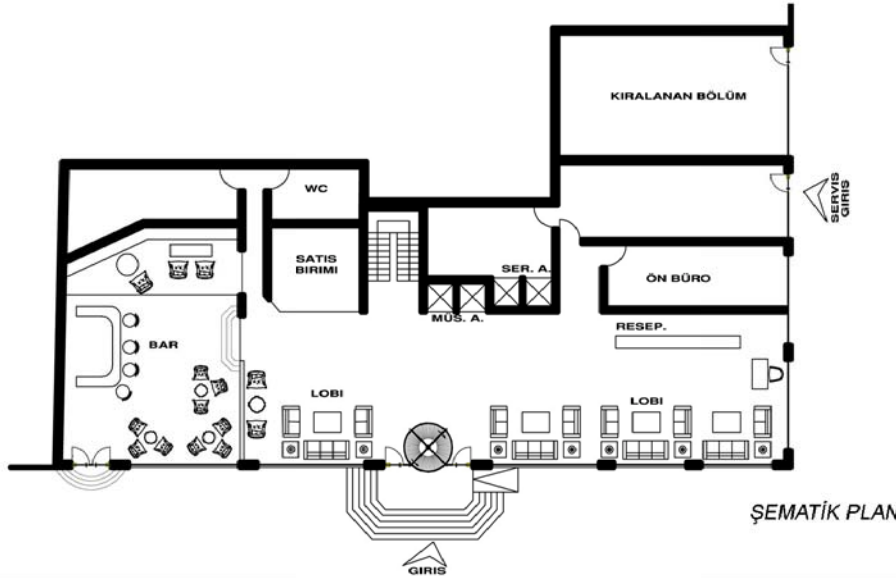 KIRALANAN BÖLÜM
SERVIS
GIRIS
WC
SATIS
BIRIMI
SER. A.
ÖN BÜRO
MÜS. A.
RESEP.
BAR
LOBI
LOBI
ŞEMATİK PLAN
GIRIS